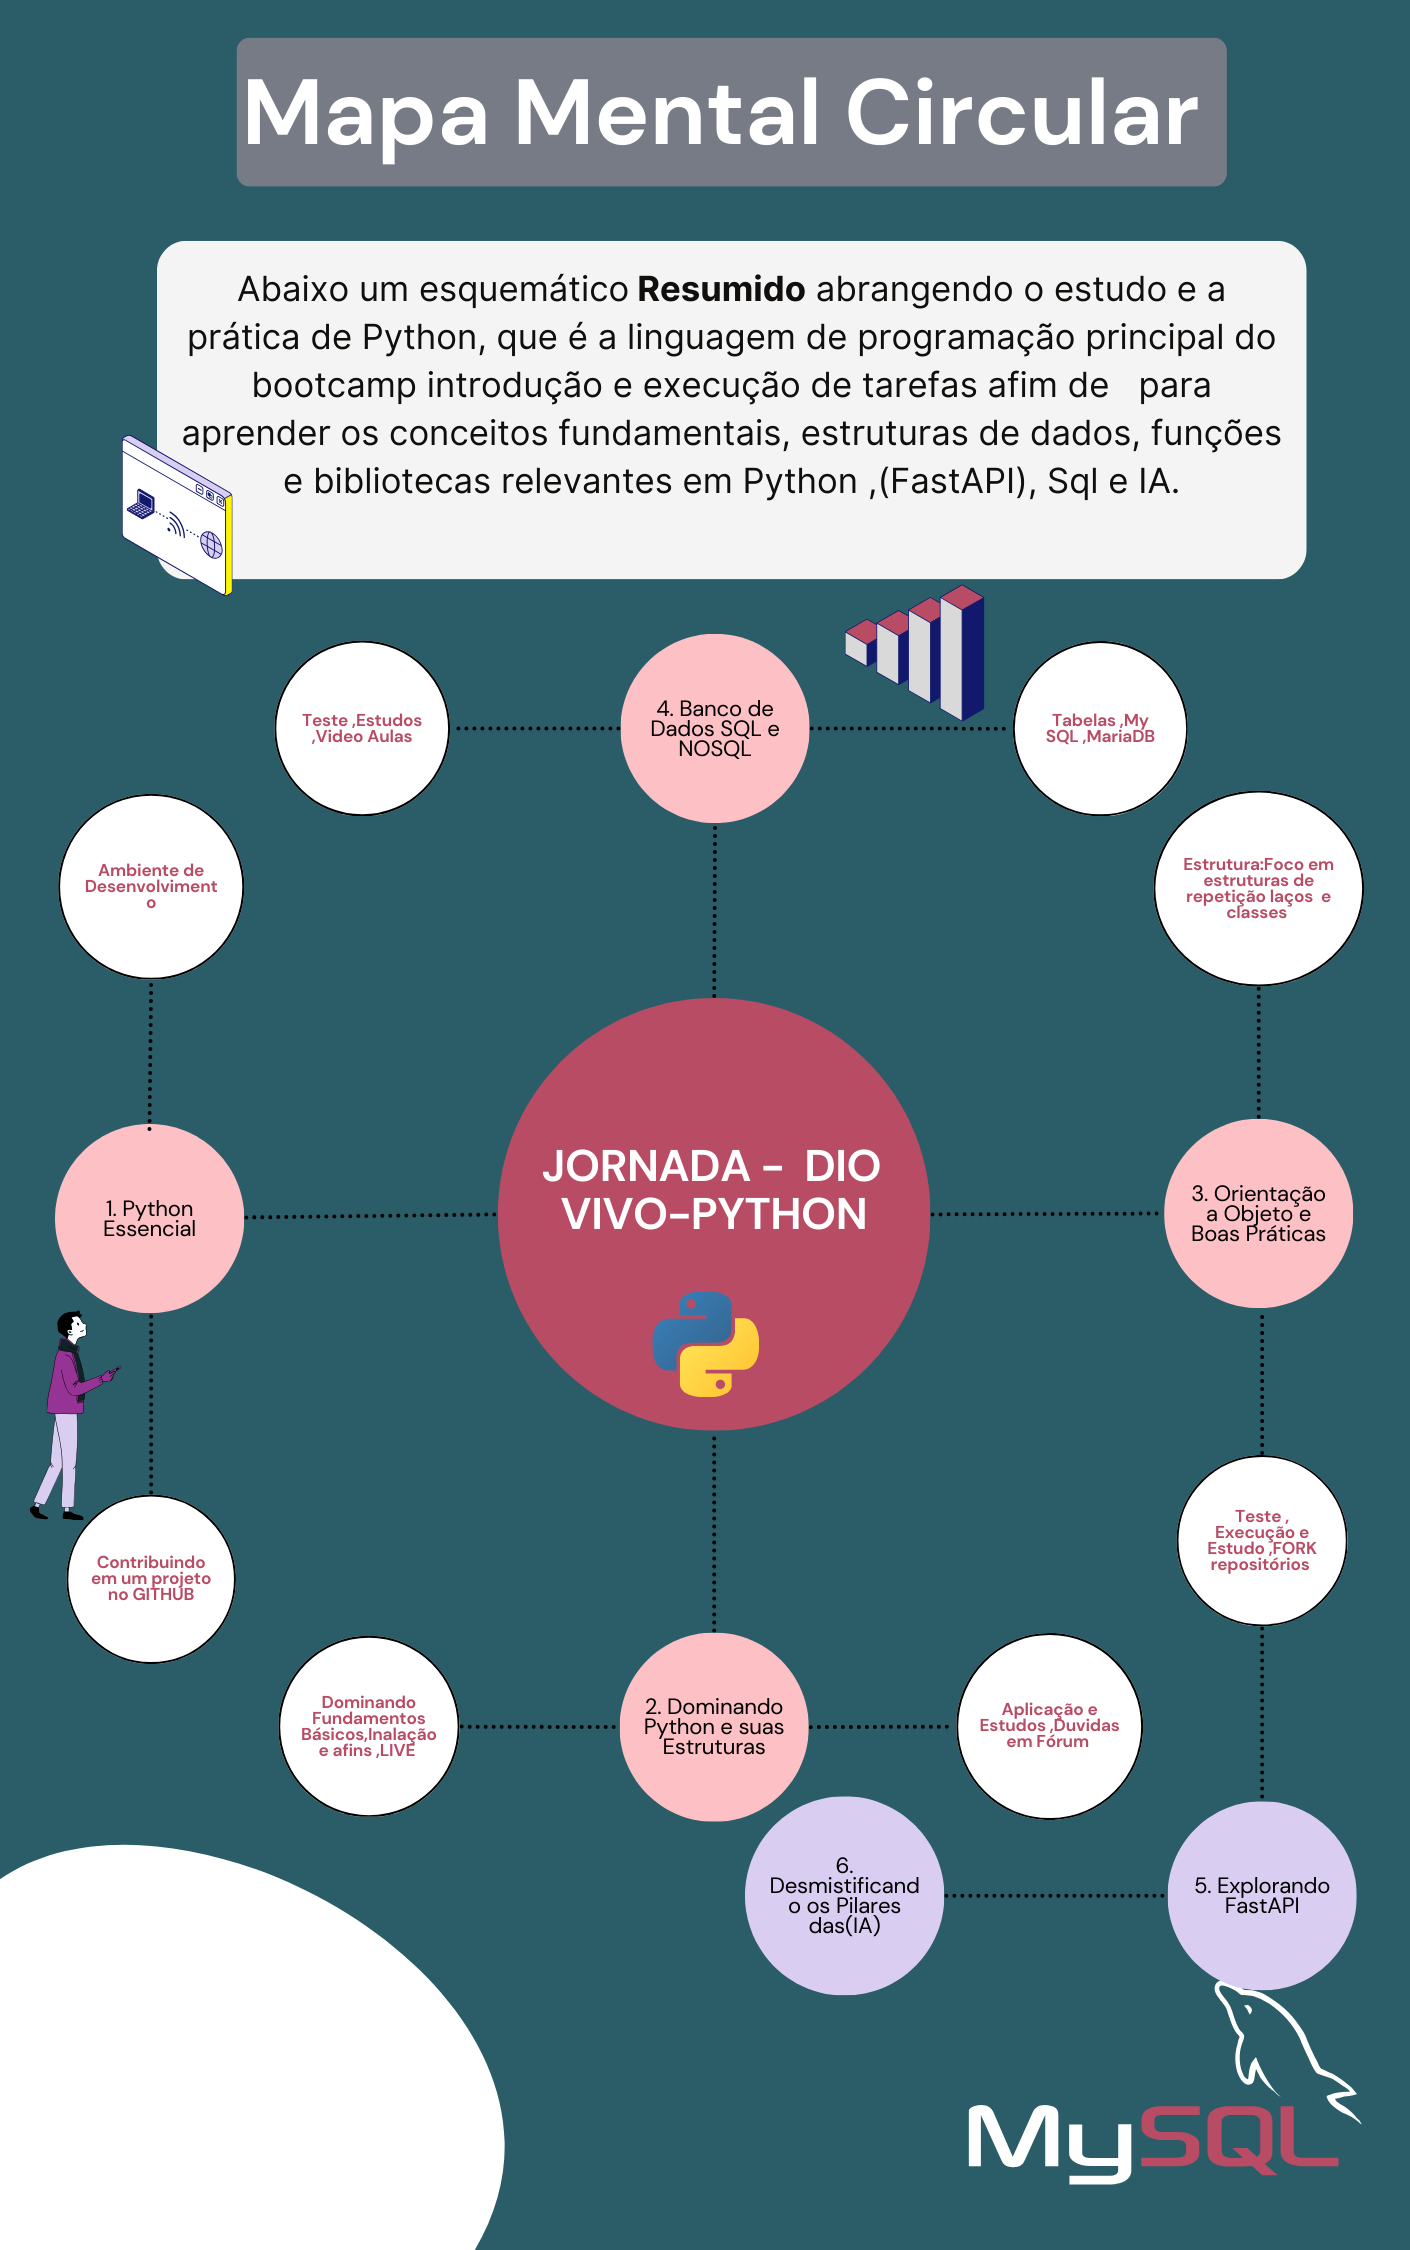 Mapa Mental Circular
Abaixo um esquemático Resumido abrangendo o estudo e a
prática de Python, que é a linguagem de programação principal do
bootcamp introdução e execução de tarefas afim de para
aprender os conceitos fundamentais, estruturas de dados, funções
e bibliotecas relevantes em Python ,(FastAPI), Sql e IA.
Teste ,Estudos
,Video Aulas
4. Banco de
Dados SQL e
NOSQL
Tabelas ,My
SQL ,MariaDB
Ambiente de
Desenvolviment
o
Estrutura:Foco em
estruturas de
repetição laços e
classes
JORNADA - DIO
VIVO-PYTHON
1. Python
Essencial
3. Orientação
a Objeto e
Boas Práticas
Contribuindo
em um projeto
no GITHUB
Teste ,
Execução e
Estudo ,FORK
repositórios
Dominando
Fundamentos
Básicos,Inalação
e afins ,LIVE
2. Dominando
Python e suas
Estruturas
Aplicação e
Estudos ,Duvidas
em Fórum
6.
Desmistificand
o os Pilares
das(IA)
5. Explorando
FastAPI
MySQL